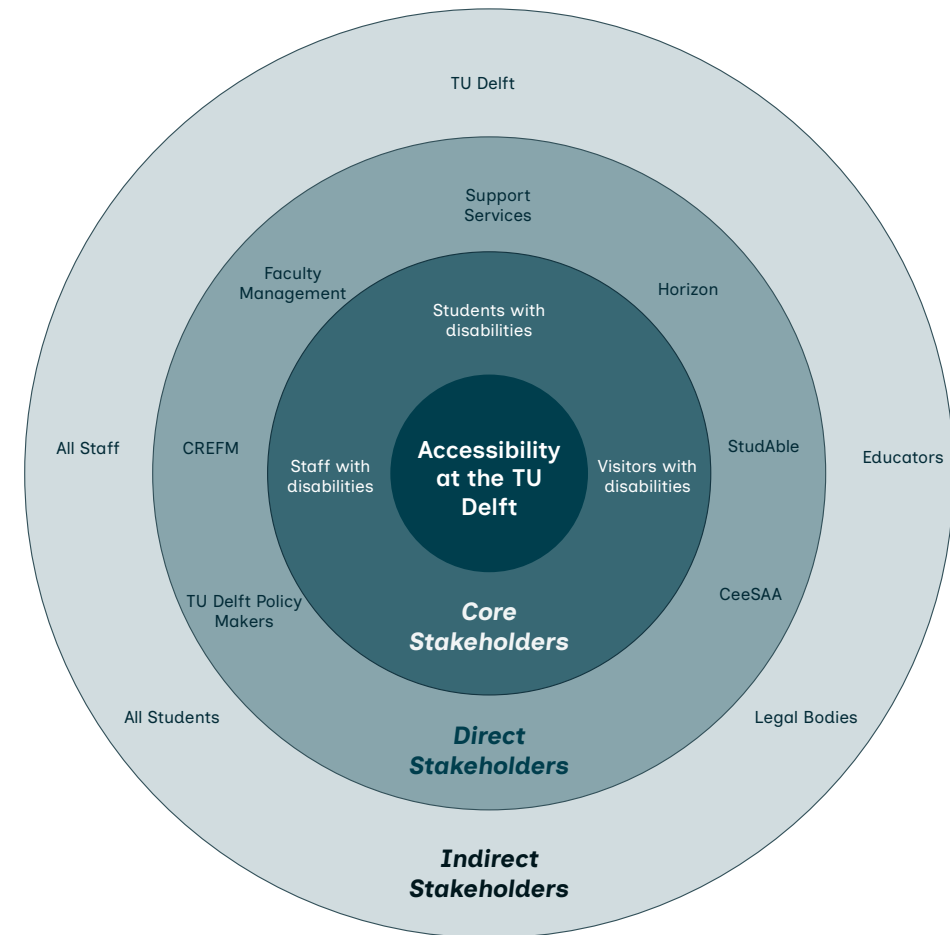 TU Delft
Support
Services
Faculty
Management
Horizon
Students with
disabilities
All Staff
CREFM
Staff with
disabilities
Accessibility
at the TU
Delft
Visitors with
disabilities
StudAble
Educators
TU Delft Policy
Makers
CeeSAA
Core
Stakeholders
All Students
Legal Bodies
Direct
Stakeholders
Indirect
Stakeholders